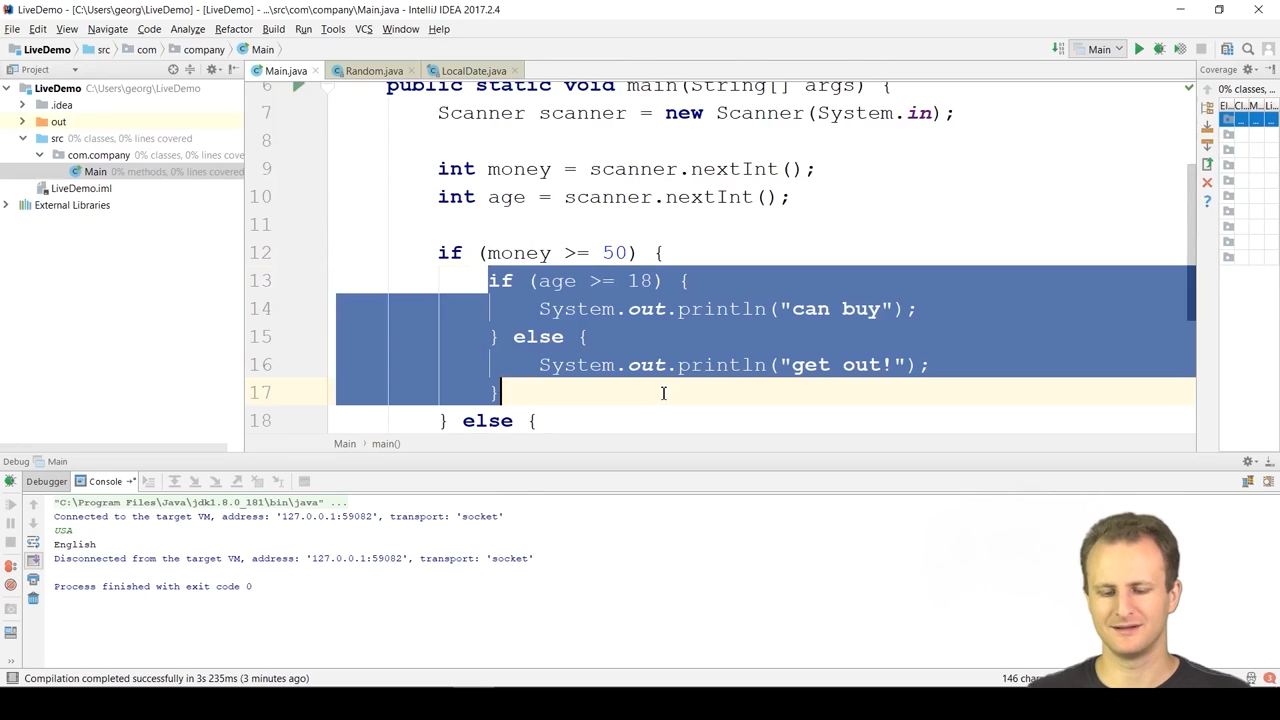 LiveDemo - [C:\Users\georg\LiveDemo] - [LiveDemo] - ...\src\com\company\Main.java - IntelliJ IDEA 2017.2.4
File Edit View Navigate Code Analyze Refactor Build Run Tools VCS Window Help
LiveDemo src com company Main
Main
Project
Main.java Random.java LocalDate.java
Coverage
LiveDemo C:\Users\georg\LiveDemo
.idea
out
src 0% classes, 0% lines covered
com.company 0% classes, 0% lines covered
Main 0% methods, 0% lines covered
LiveDemo.iml
External Libraries
6 public static void main(String[] args) {
7 Scanner scanner = new Scanner(System.in);
8
9 int money = scanner.nextInt();
10 int age = scanner.nextInt();
11
12 if (money >= 50) {
13 if (age >= 18) {
14 System.out.println("can buy");
15 } else {
16 System.out.println("get out!");
17 }
18 } else {
Main main()
0% classes, ...
El... Cl... M... Li...
... ... ...
Debug Main
Debugger Console
"C:\Program Files\Java\jdk1.8.0_181\bin\java" ...
Connected to the target VM, address: '127.0.0.1:59082', transport: 'socket'
USA
English
Disconnected from the target VM, address: '127.0.0.1:59082', transport: 'socket'
Process finished with exit code 0
Compilation completed successfully in 3s 235ms (3 minutes ago)
146